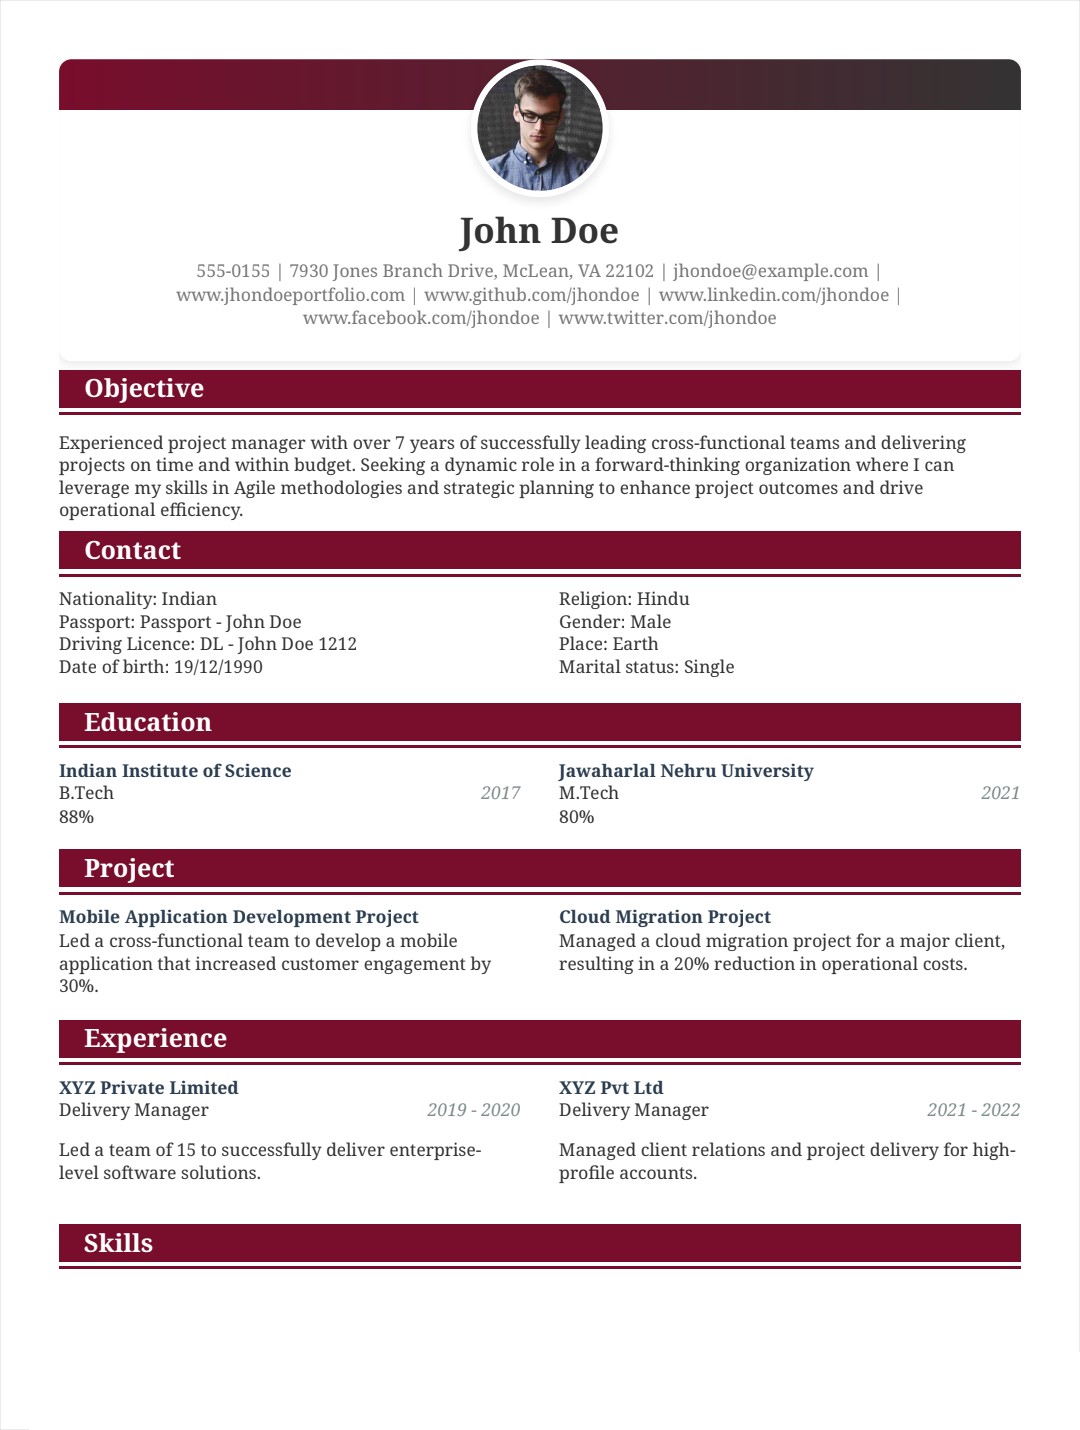 John Doe
555-0155 | 7930 Jones Branch Drive, McLean, VA 22102 | jhondoe@example.com |
www.jhondoeportfolio.com | www.github.com/jhondoe | www.linkedin.com/jhondoe |
www.facebook.com/jhondoe | www.twitter.com/jhondoe
Objective
Experienced project manager with over 7 years of successfully leading cross-functional teams and delivering
projects on time and within budget. Seeking a dynamic role in a forward-thinking organization where I can
leverage my skills in Agile methodologies and strategic planning to enhance project outcomes and drive
operational efficiency.
Contact
Nationality: Indian
Passport: Passport - John Doe
Driving Licence: DL - John Doe 1212
Date of birth: 19/12/1990
Religion: Hindu
Gender: Male
Place: Earth
Marital status: Single
Education
Indian Institute of Science
B.Tech 2017
88%
Jawaharlal Nehru University
M.Tech 2021
80%
Project
Mobile Application Development Project
Led a cross-functional team to develop a mobile
application that increased customer engagement by
30%.
Cloud Migration Project
Managed a cloud migration project for a major client,
resulting in a 20% reduction in operational costs.
Experience
XYZ Private Limited
Delivery Manager 2019 - 2020
Led a team of 15 to successfully deliver enterprise-
level software solutions.
XYZ Pvt Ltd
Delivery Manager 2021 - 2022
Managed client relations and project delivery for high-
profile accounts.
Skills